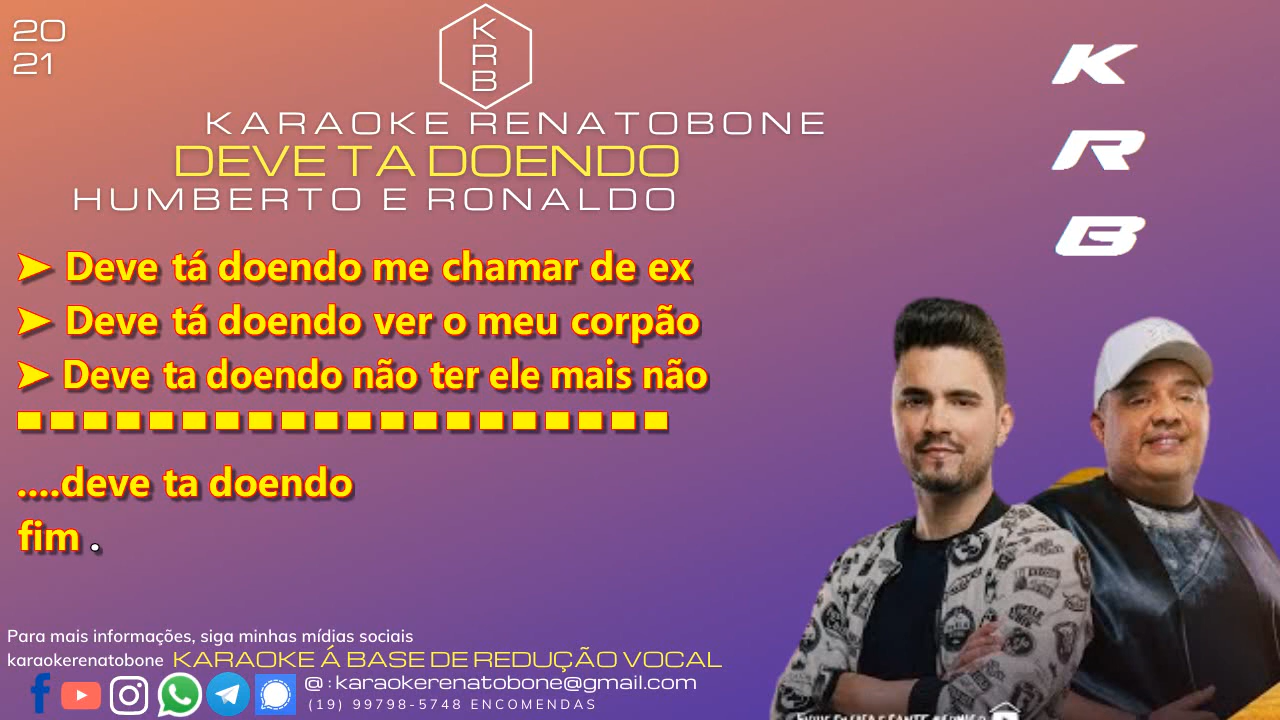 20
21
K
R
B
KARAOKE RENATOBONE
DEVE TA DOENDO
HUMBERTO E RONALDO
K
R
B
➤ Deve tá doendo me chamar de ex
➤ Deve tá doendo ver o meu corpão
➤ Deve ta doendo não ter ele mais não
....deve ta doendo
fim .
Para mais informações, siga minhas mídias sociais
karaokerenatobone KARAOKE Á BASE DE REDUÇÃO VOCAL
@:karaokerenatobone@gmail.com
(19) 99798-5748 ENCOMENDAS